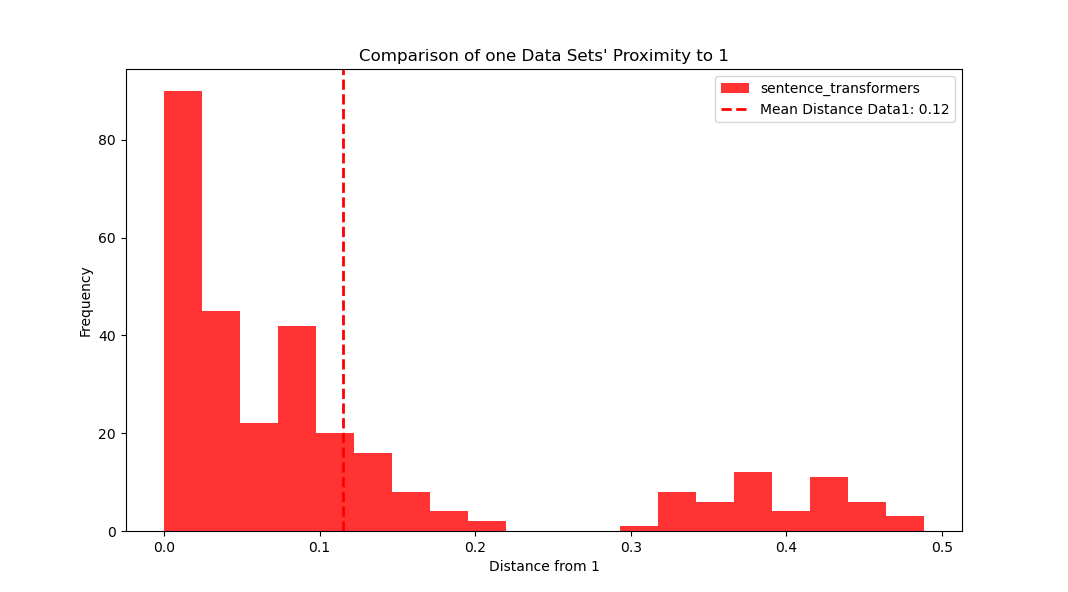 Comparison of one Data Sets' Proximity to 1
sentence_transformers
Mean Distance Data1: 0.12
Frequency
80
60
40
20
0
0.0
0.1
0.2
0.3
0.4
0.5
Distance from 1